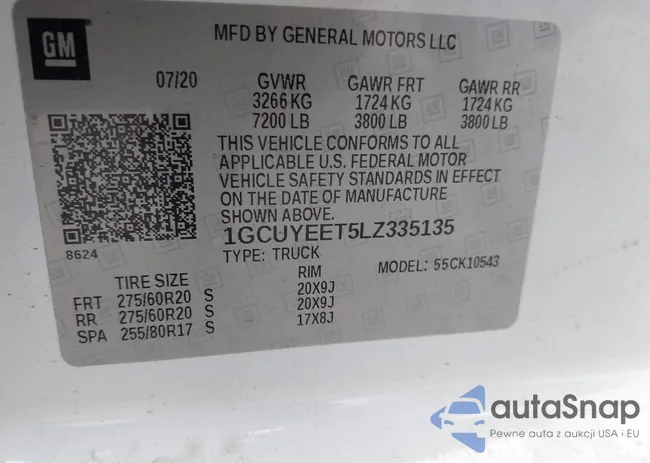 GM
MFD BY GENERAL MOTORS LLC
07/20 GVWR GAWR FRT GAWR RR
3266 KG 1724 KG 1724 KG
7200 LB 3800 LB 3800 LB
THIS VEHICLE CONFORMS TO ALL
APPLICABLE U.S. FEDERAL MOTOR
VEHICLE SAFETY STANDARDS IN EFFECT
ON THE DATE OF MANUFACTURE
SHOWN ABOVE.
8624 1GCUYEET5LZ335135
TYPE: TRUCK MODEL: 55CK10543
TIRE SIZE RIM
FRT 275/60R20 S 20X9J
RR 275/60R20 S 20X9J
SPA 255/80R17 S 17X8J
autoSnap
Pewne auta z aukcji USA i EU